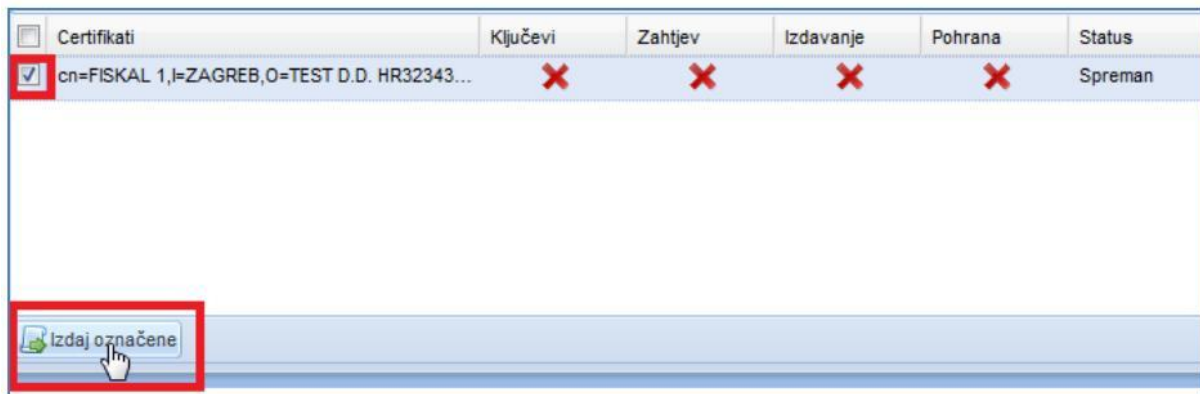 Certifikati Ključevi Zahtjev Izdavanje Pohrana Status
cn=FISKAL 1,l=ZAGREB,O=TEST D.D. HR32343... Spreman
Izdaj označene